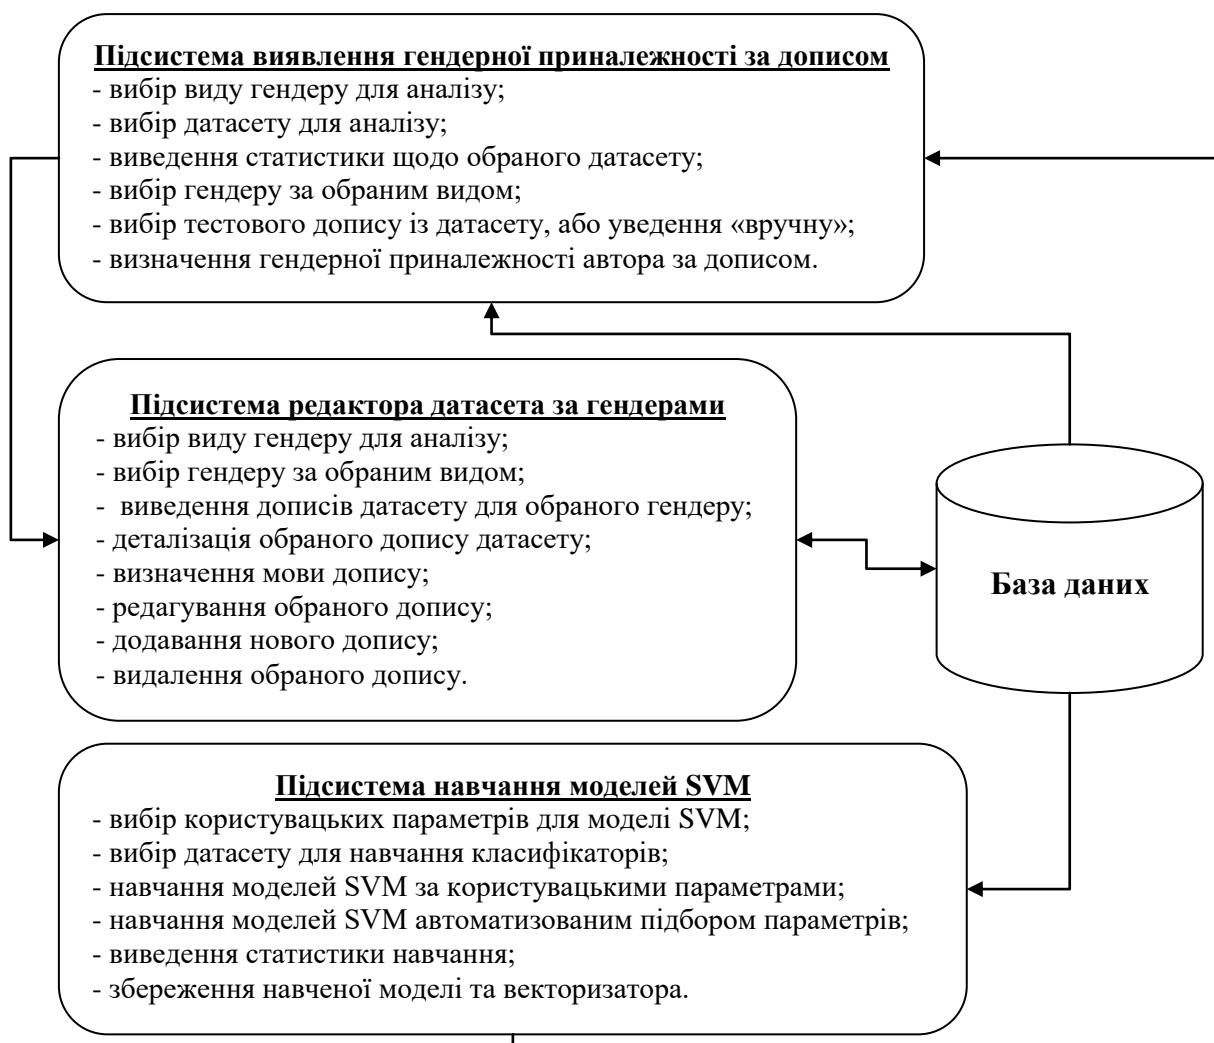 Підсистема виявлення гендерної приналежності за дописом
- вибір виду гендеру для аналізу;
- вибір датасету для аналізу;
- виведення статистики щодо обраного датасету;
- вибір гендеру за обраним видом;
- вибір тестового допису із датасету, або уведення «вручну»;
- визначення гендерної приналежності автора за дописом.
Підсистема редактора датасета за гендерами
- вибір виду гендеру для аналізу;
- вибір гендеру за обраним видом;
- виведення дописів датасету для обраного гендеру;
- деталізація обраного допису датасету;
- визначення мови допису;
- редагування обраного допису;
- додавання нового допису;
- видалення обраного допису.
База даних
Підсистема навчання моделей SVM
- вибір користувацьких параметрів для моделі SVM;
- вибір датасету для навчання класифікаторів;
- навчання моделей SVM за користувацькими параметрами;
- навчання моделей SVM автоматизованим підбором параметрів;
- виведення статистики навчання;
- збереження навченої моделі та векторизатора.